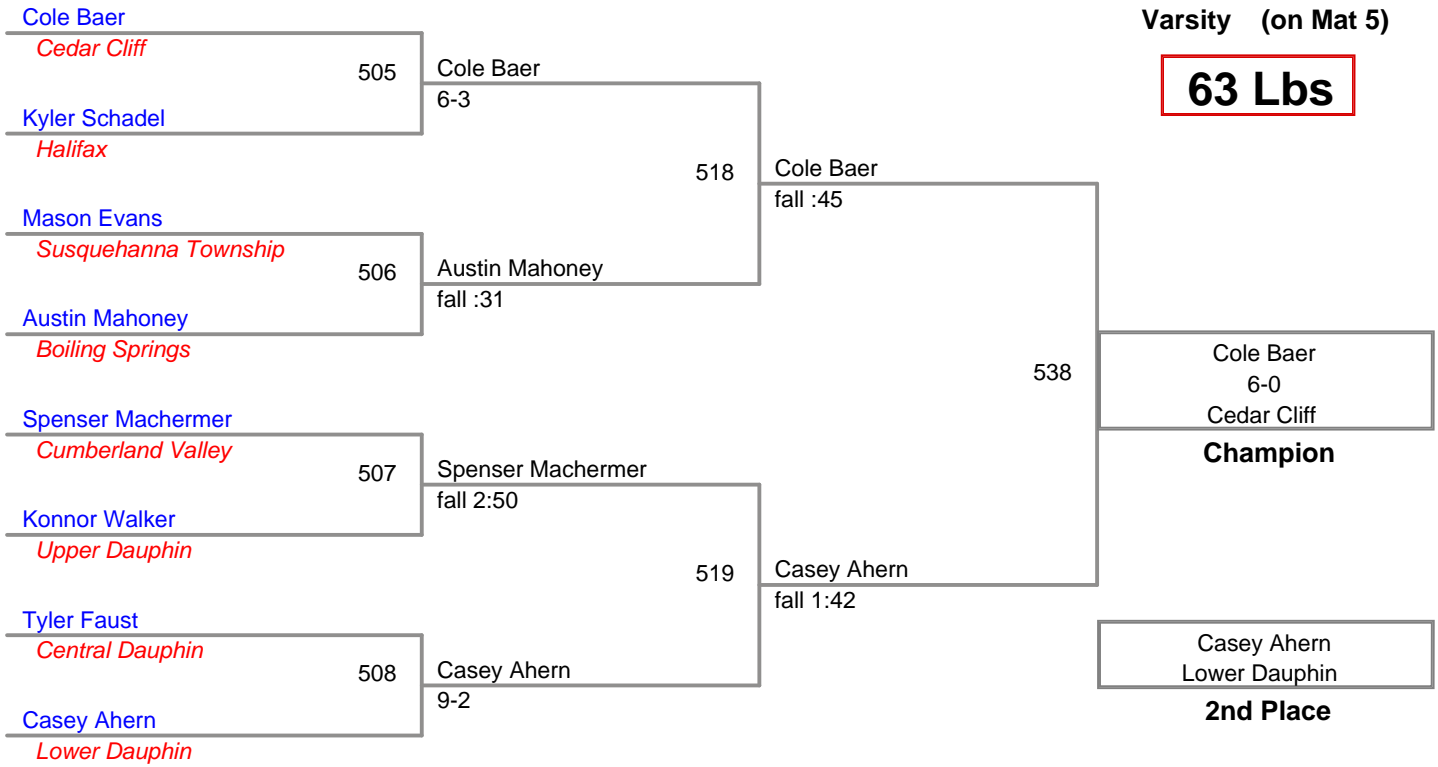 Cole Baer
Cedar Cliff
505
Kyler Schadel
Halifax
Cole Baer
6-3
Mason Evans
Susquehanna Township
506
Austin Mahoney
Boiling Springs
Austin Mahoney
fall :31
518
Cole Baer
fall :45
Spenser Machermer
Cumberland Valley
507
Konnor Walker
Upper Dauphin
Spenser Machermer
fall 2:50
Tyler Faust
Central Dauphin
508
Casey Ahern
Lower Dauphin
Casey Ahern
9-2
519
Casey Ahern
fall 1:42
538
Varsity (on Mat 5)
63 Lbs
Cole Baer
6-0
Cedar Cliff
Champion
Casey Ahern
Lower Dauphin
2nd Place